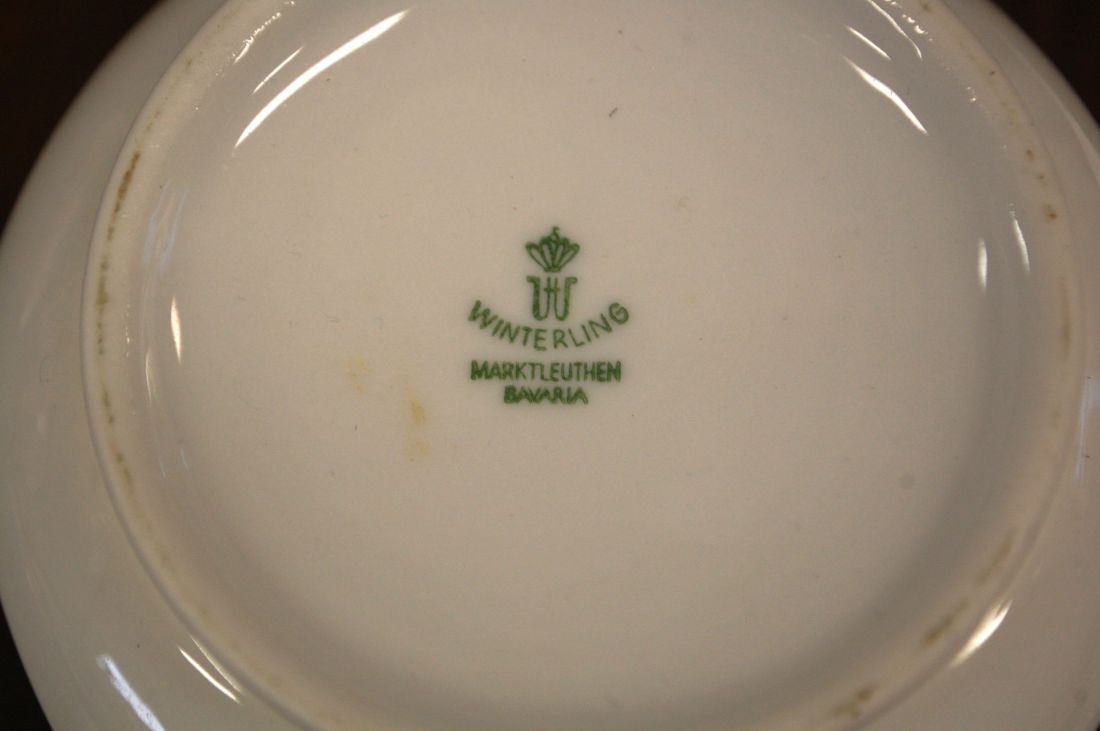 W
WINTERLING
MARKTLEUTHEN
BAVARIA